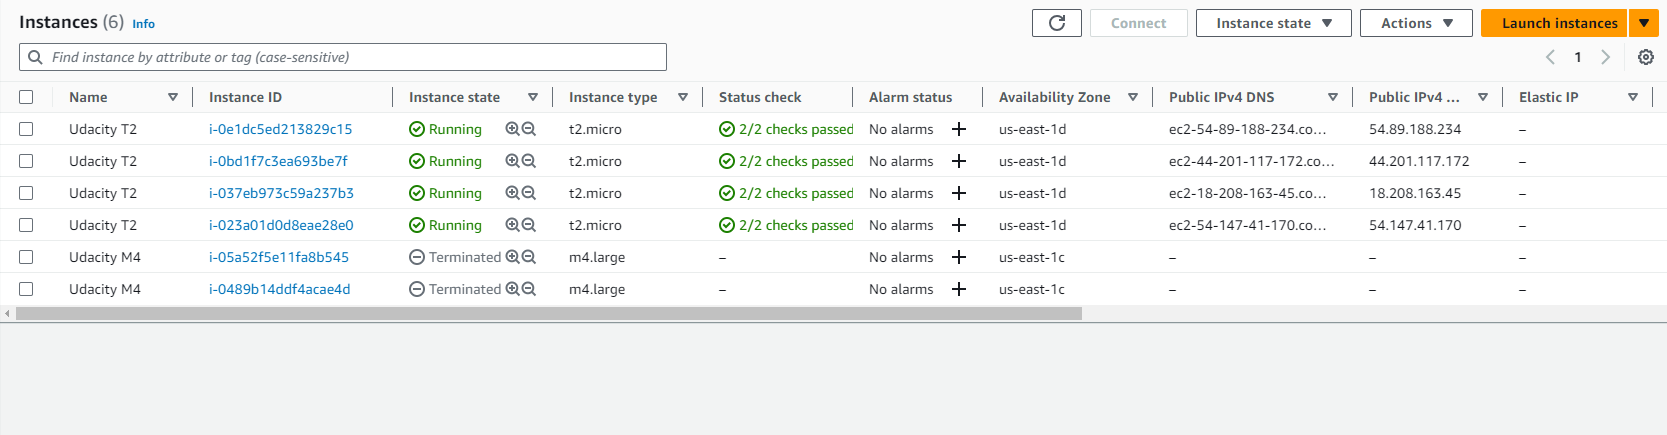 Instances (6) Info Connect Instance state Actions Launch instances
Find instance by attribute or tag (case-sensitive) 1
Name Instance ID Instance state Instance type Status check Alarm status Availability Zone Public IPv4 DNS Public IPv4 ... Elastic IP
Udacity T2 i-0e1dc5ed213829c15 Running t2.micro 2/2 checks passed No alarms + us-east-1d ec2-54-89-188-234.co... 54.89.188.234 –
Udacity T2 i-0bd1f7c3ea693be7f Running t2.micro 2/2 checks passed No alarms + us-east-1d ec2-44-201-117-172.co... 44.201.117.172 –
Udacity T2 i-037eb973c59a237b3 Running t2.micro 2/2 checks passed No alarms + us-east-1d ec2-18-208-163-45.co... 18.208.163.45 –
Udacity T2 i-023a01d0d8eae28e0 Running t2.micro 2/2 checks passed No alarms + us-east-1d ec2-54-147-41-170.co... 54.147.41.170 –
Udacity M4 i-05a52f5e11fa8b545 Terminated m4.large – No alarms + us-east-1c – – –
Udacity M4 i-0489b14ddf4acae4d Terminated m4.large – No alarms + us-east-1c – – –